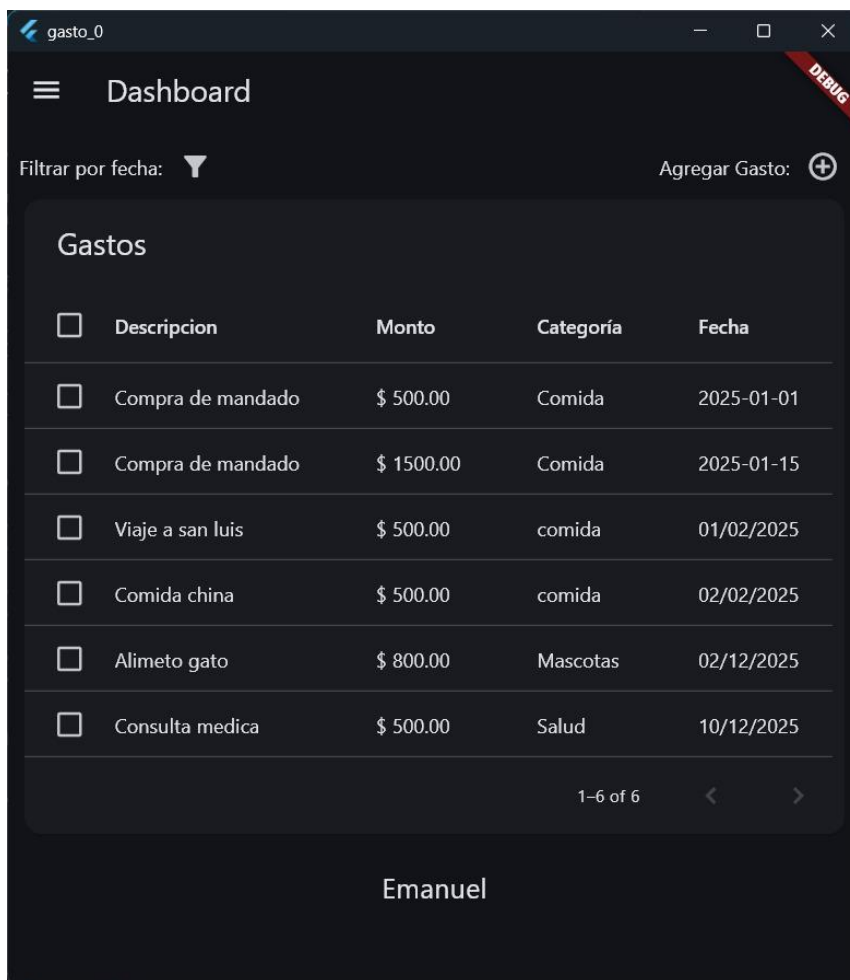 gasto_0
DEBUG
Dashboard
Filtrar por fecha: Agregar Gasto:
Gastos
Descripcion Monto Categoría Fecha
Compra de mandado $ 500.00 Comida 2025-01-01
Compra de mandado $ 1500.00 Comida 2025-01-15
Viaje a san luis $ 500.00 comida 01/02/2025
Comida china $ 500.00 comida 02/02/2025
Alimeto gato $ 800.00 Mascotas 02/12/2025
Consulta medica $ 500.00 Salud 10/12/2025
1–6 of 6
Emanuel